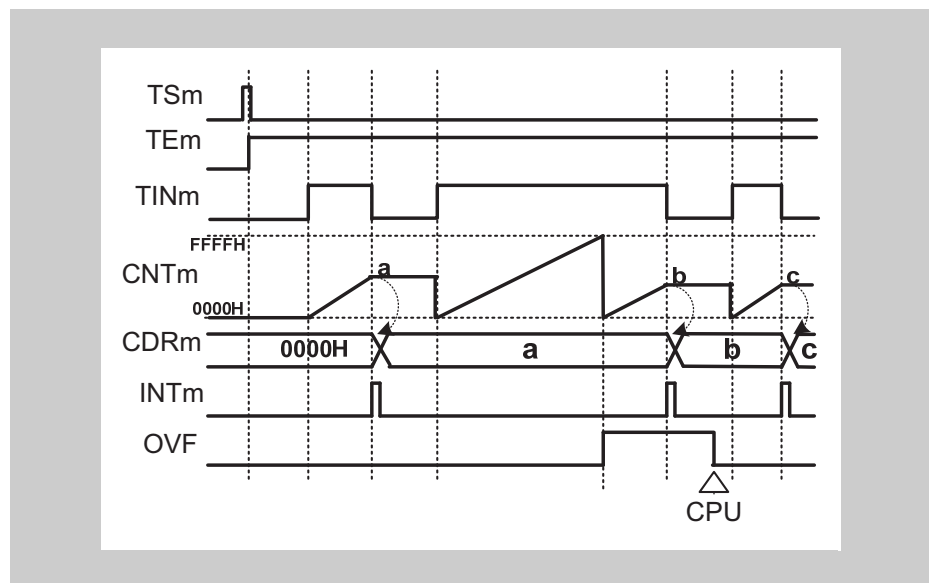 TSm
TEm
TINm
FFFFH
CNTm
a
b
c
0000H
CDRm
0000H
a
b
c
INTm
OVF
CPU